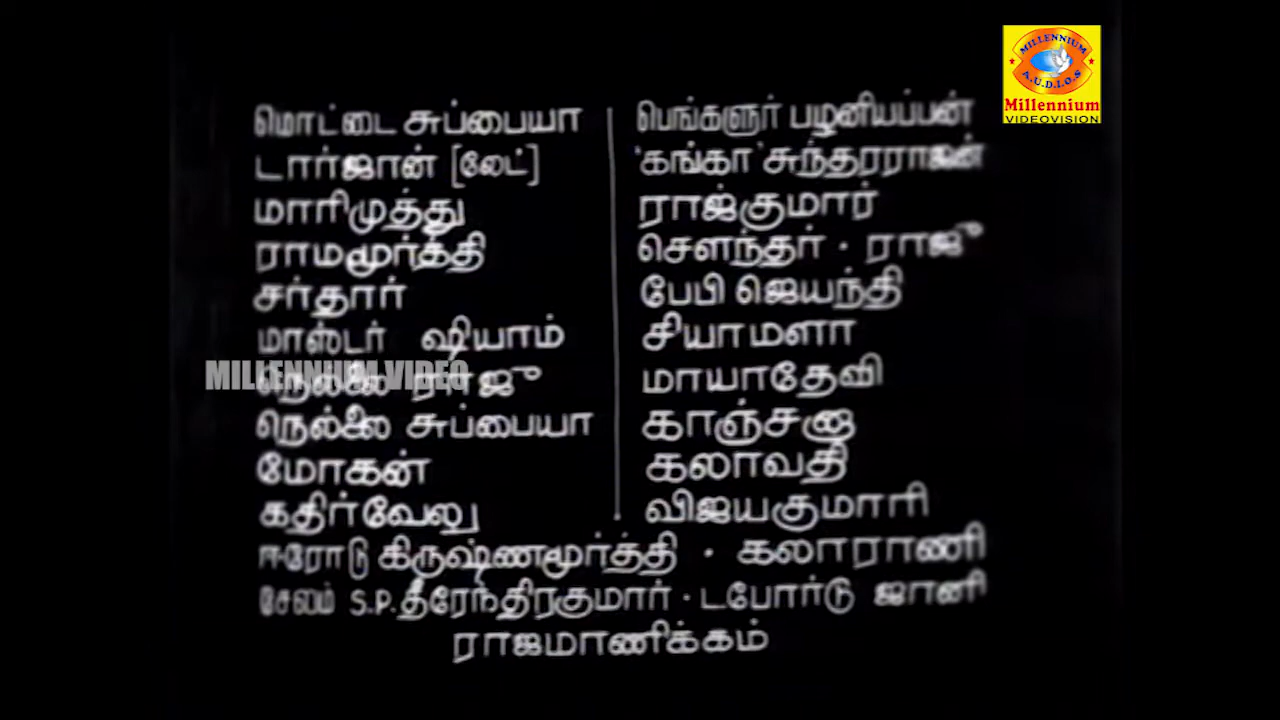 MILLENNIUM
A.U.D.I.O.S
Millennium
VIDEOVISION
மொட்டை சுப்பையா
டார்ஜான் [லேட்]
மாரிமுத்து
ராமமூர்த்தி
சர்தார்
மாஸ்டர் ஷியாம்
நெல்லை ராஜு
நெல்லை சுப்பையா
மோகன்
கதிர்வேலு
பெங்களூர் பழனியப்பன்
'கங்கா' சுந்தரராஜன்
ராஜ்குமார்
சௌந்தர் · ராஜு
பேபி ஜெயந்தி
சியாமளா
மாயாதேவி
காஞ்சனா
கலாவதி
விஜயகுமாரி
ஈரோடு கிருஷ்ணமூர்த்தி · கலாராணி
சேலம் S.P.தீரேந்திரகுமார் · டபோர்டு ஜானி
ராஜமாணிக்கம்
MILLENNIUM VIDEO